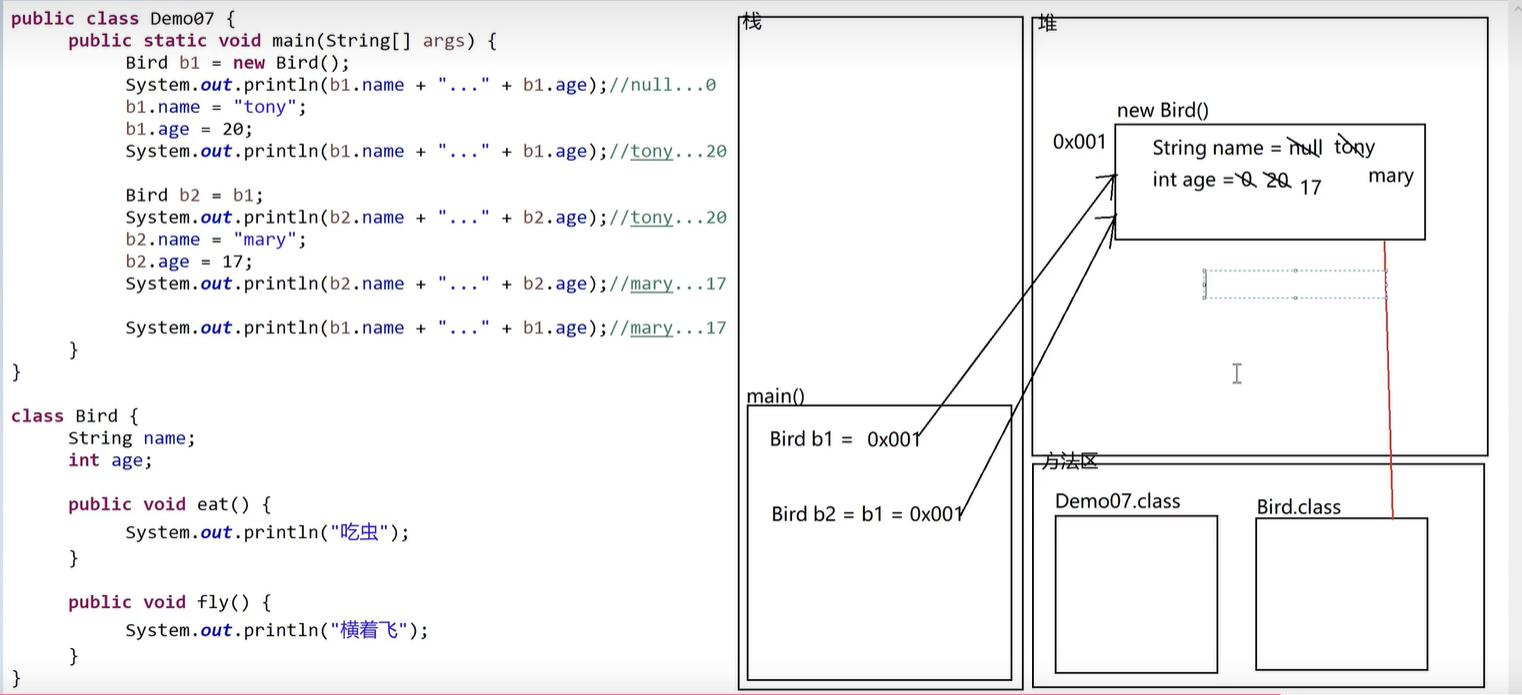 public class Demo07 {
public static void main(String[] args) {
Bird b1 = new Bird();
System.out.println(b1.name + "..." + b1.age);//null...0
b1.name = "tony";
b1.age = 20;
System.out.println(b1.name + "..." + b1.age);//tony...20
Bird b2 = b1;
System.out.println(b2.name + "..." + b2.age);//tony...20
b2.name = "mary";
b2.age = 17;
System.out.println(b2.name + "..." + b2.age);//mary...17
System.out.println(b1.name + "..." + b1.age);//mary...17
}
}
class Bird {
String name;
int age;
public void eat() {
System.out.println("吃虫");
}
public void fly() {
System.out.println("横着飞");
}
}
栈
main()
Bird b1 = 0x001
Bird b2 = b1 = 0x001
堆
new Bird()
0x001
String name = null tony
mary
int age = 0 20 17
方法区
Demo07.class
Bird.class